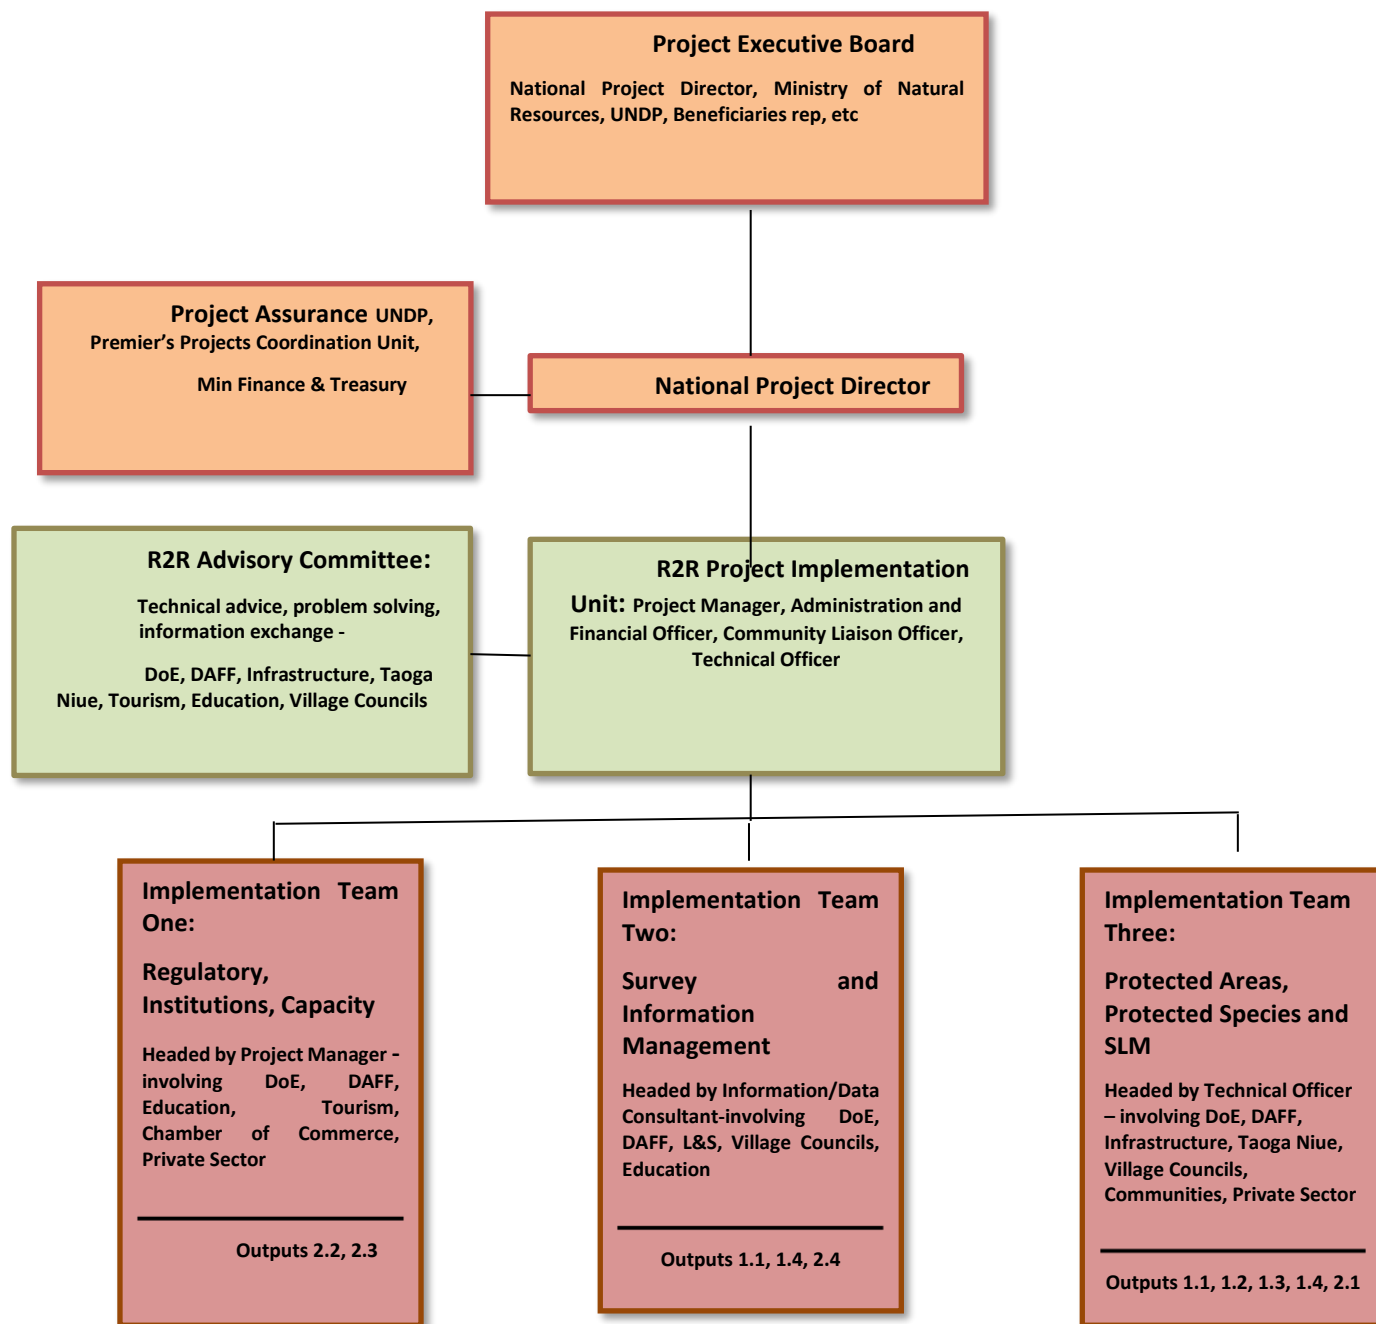 Project Executive Board
National Project Director, Ministry of Natural
Resources, UNDP, Beneficiaries rep, etc
Project Assurance UNDP,
Premier’s Projects Coordination Unit,
Min Finance & Treasury
National Project Director
R2R Advisory Committee:
Technical advice, problem solving,
information exchange -
DoE, DAFF, Infrastructure, Taoga
Niue, Tourism, Education, Village Councils
R2R Project Implementation
Unit: Project Manager, Administration and
Financial Officer, Community Liaison Officer,
Technical Officer
Implementation Team
One:
Regulatory,
Institutions, Capacity
Headed by Project Manager -
involving DoE, DAFF,
Education, Tourism,
Chamber of Commerce,
Private Sector
Outputs 2.2, 2.3
Implementation Team
Two:
Survey and
Information
Management
Headed by Information/Data
Consultant-involving DoE,
DAFF, L&S, Village Councils,
Education
Outputs 1.1, 1.4, 2.4
Implementation Team
Three:
Protected Areas,
Protected Species and
SLM
Headed by Technical Officer
– involving DoE, DAFF,
Infrastructure, Taoga Niue,
Village Councils,
Communities, Private Sector
Outputs 1.1, 1.2, 1.3, 1.4, 2.1